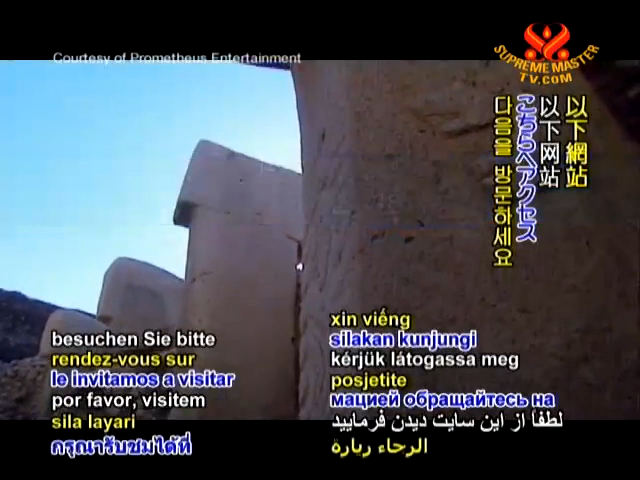 Courtesy of Prometheus Entertainment
SUPREME MASTER
TV.COM
以下網站
以下网站
こちらへアクセス
다음을 방문하세요
besuchen Sie bitte
rendez-vous sur
le invitamos a visitar
por favor, visitem
sila layari
กรุณารับชมได้ที่
xin viếng
silakan kunjungi
kérjük látogassa meg
posjetite
мацией обращайтесь на
لطفا از این سایت دیدن فرمایید
الرجاء زيارة